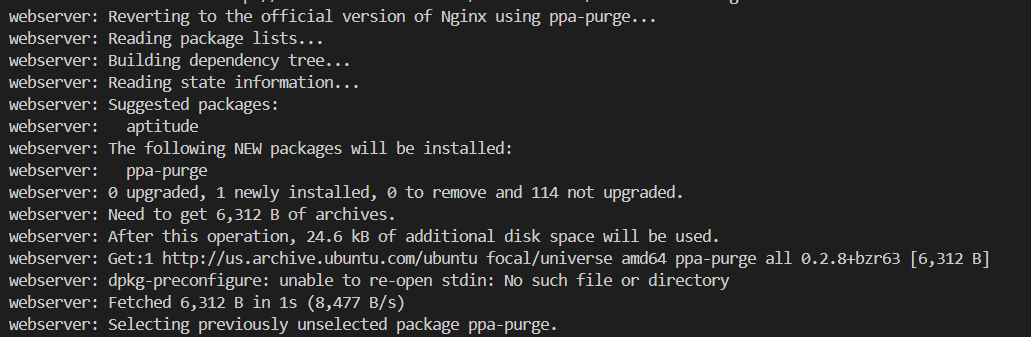 webserver: Reverting to the official version of Nginx using ppa-purge...
webserver: Reading package lists...
webserver: Building dependency tree...
webserver: Reading state information...
webserver: Suggested packages:
webserver:   aptitude
webserver: The following NEW packages will be installed:
webserver:   ppa-purge
webserver: 0 upgraded, 1 newly installed, 0 to remove and 114 not upgraded.
webserver: Need to get 6,312 B of archives.
webserver: After this operation, 24.6 kB of additional disk space will be used.
webserver: Get:1 http://us.archive.ubuntu.com/ubuntu focal/universe amd64 ppa-purge all 0.2.8+bzr63 [6,312 B]
webserver: dpkg-preconfigure: unable to re-open stdin: No such file or directory
webserver: Fetched 6,312 B in 1s (8,477 B/s)
webserver: Selecting previously unselected package ppa-purge.